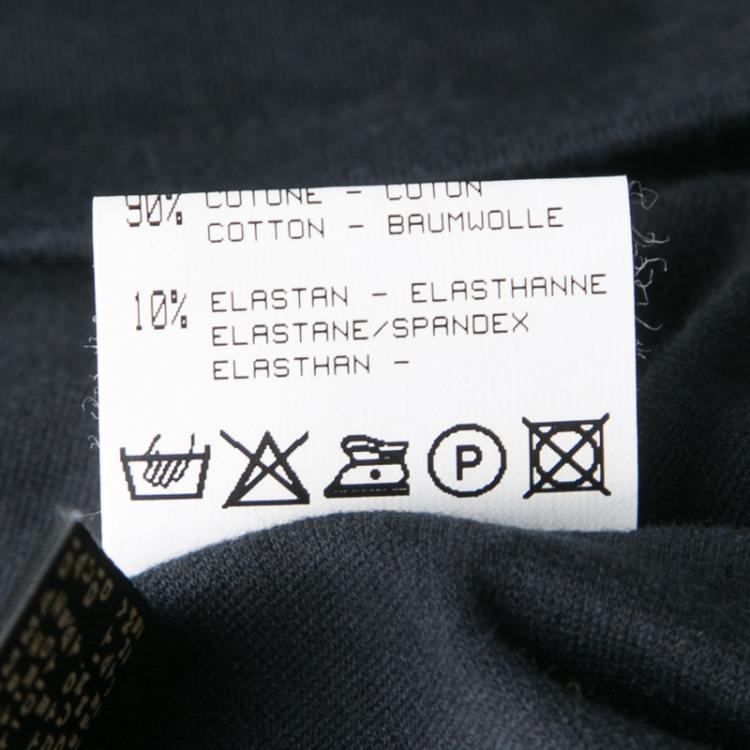 90% COTONE - COTON
COTTON - BAUMWOLLE
10% ELASTAN - ELASTHANNE
ELASTANE/SPANDEX
ELASTHAN -
P